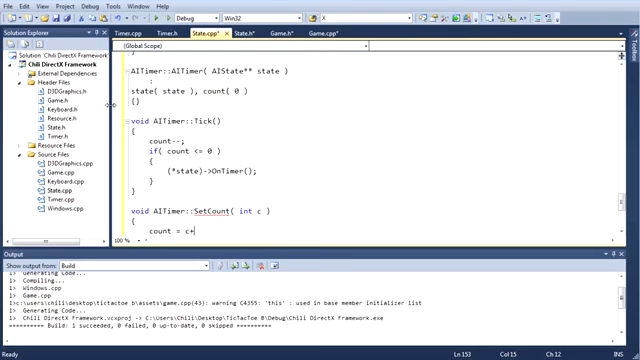 File Edit View Project Build Debug Team Data Tools Test Window Help
Debug Win32 X
Solution Explorer
Timer.cpp Timer.h State.cpp* State.h* Game.h* Game.cpp*
(Global Scope)
Solution 'Chili DirectX Framework'
Chili DirectX Framework
External Dependencies
Header Files
D3DGraphics.h
Game.h
Keyboard.h
Resource.h
State.h
Timer.h
Resource Files
Source Files
D3DGraphics.cpp
Game.cpp
Keyboard.cpp
State.cpp
Timer.cpp
Windows.cpp
}
AITimer::AITimer( AIState** state )
:
state( state ), count( 0 )
{}
void AITimer::Tick()
{
count--;
if( count <= 0 )
{
(*state)->OnTimer();
}
}
void AITimer::SetCount( int c )
{
count = c+
100 %
Toolbox
Output
Show output from: Build
1> Generating Code...
1> Compiling...
1> Windows.cpp
1> Game.cpp
1>c:\users\chili\desktop\tictactoe b\assets\game.cpp(43): warning C4355: 'this' : used in base member initializer list
1> Generating Code...
1> Chili DirectX Framework.vcxproj -> C:\Users\Chili\Desktop\TicTacToe B\Debug\Chili DirectX Framework.exe
========== Build: 1 succeeded, 0 failed, 0 up-to-date, 0 skipped ==========
Ready Ln 153 Col 15 Ch 12 INS